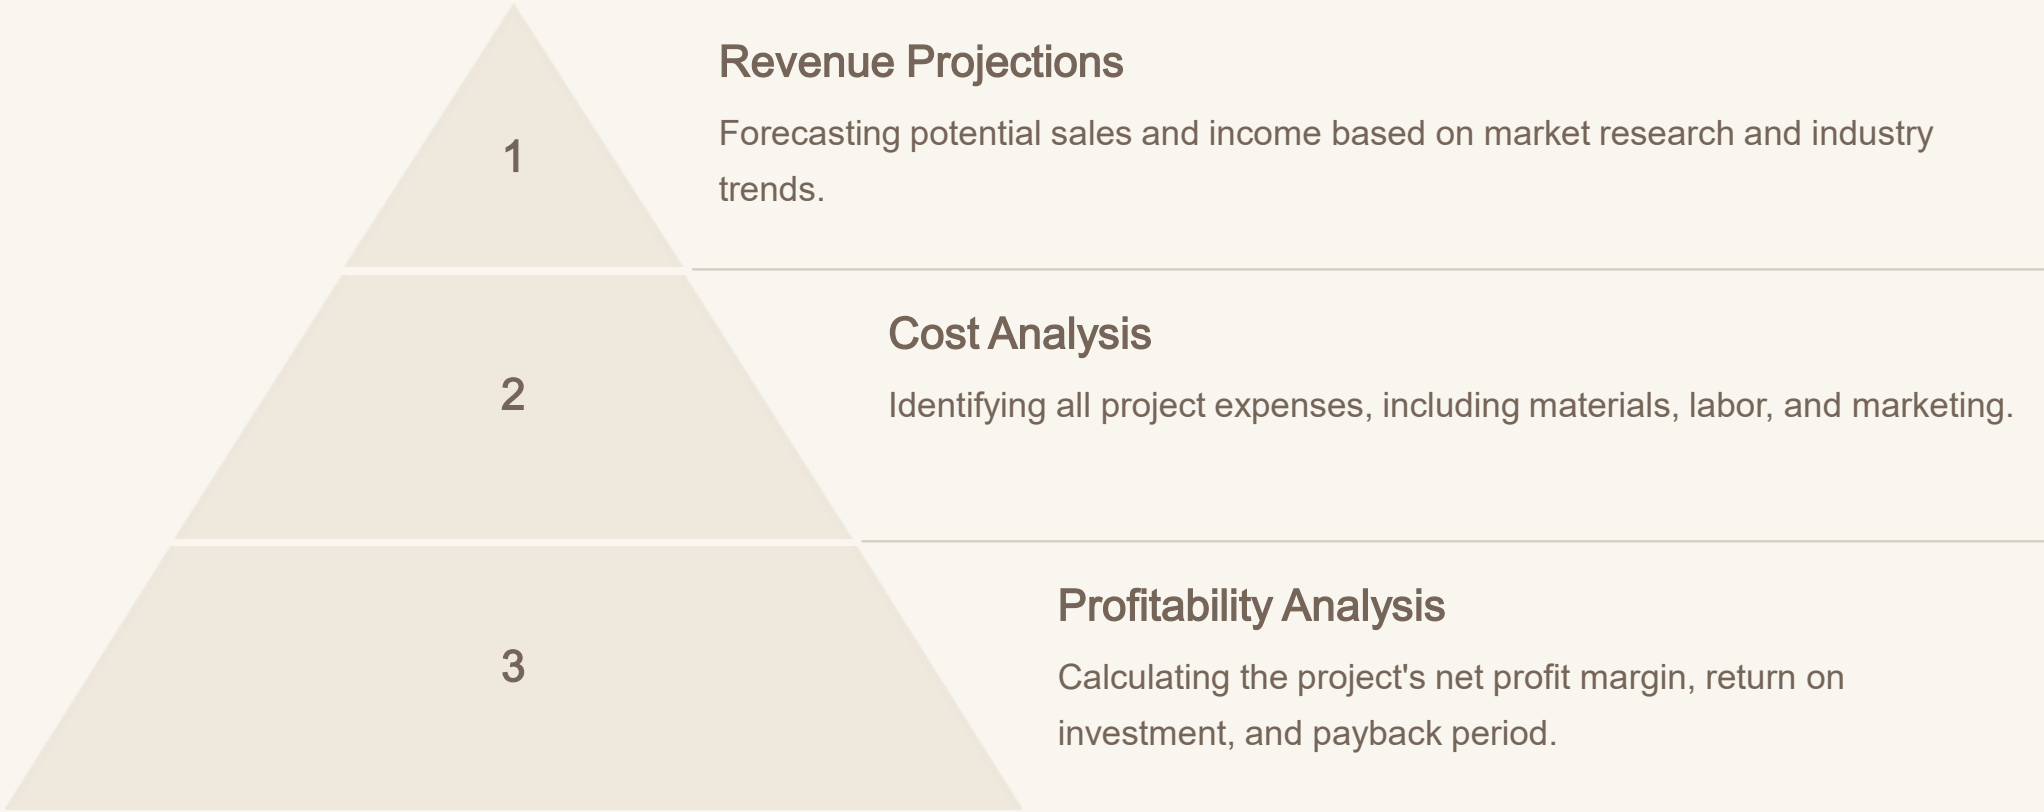 1
Revenue Projections
Forecasting potential sales and income based on market research and industry
trends.
2
Cost Analysis
Identifying all project expenses, including materials, labor, and marketing.
3
Profitability Analysis
Calculating the project's net profit margin, return on
investment, and payback period.